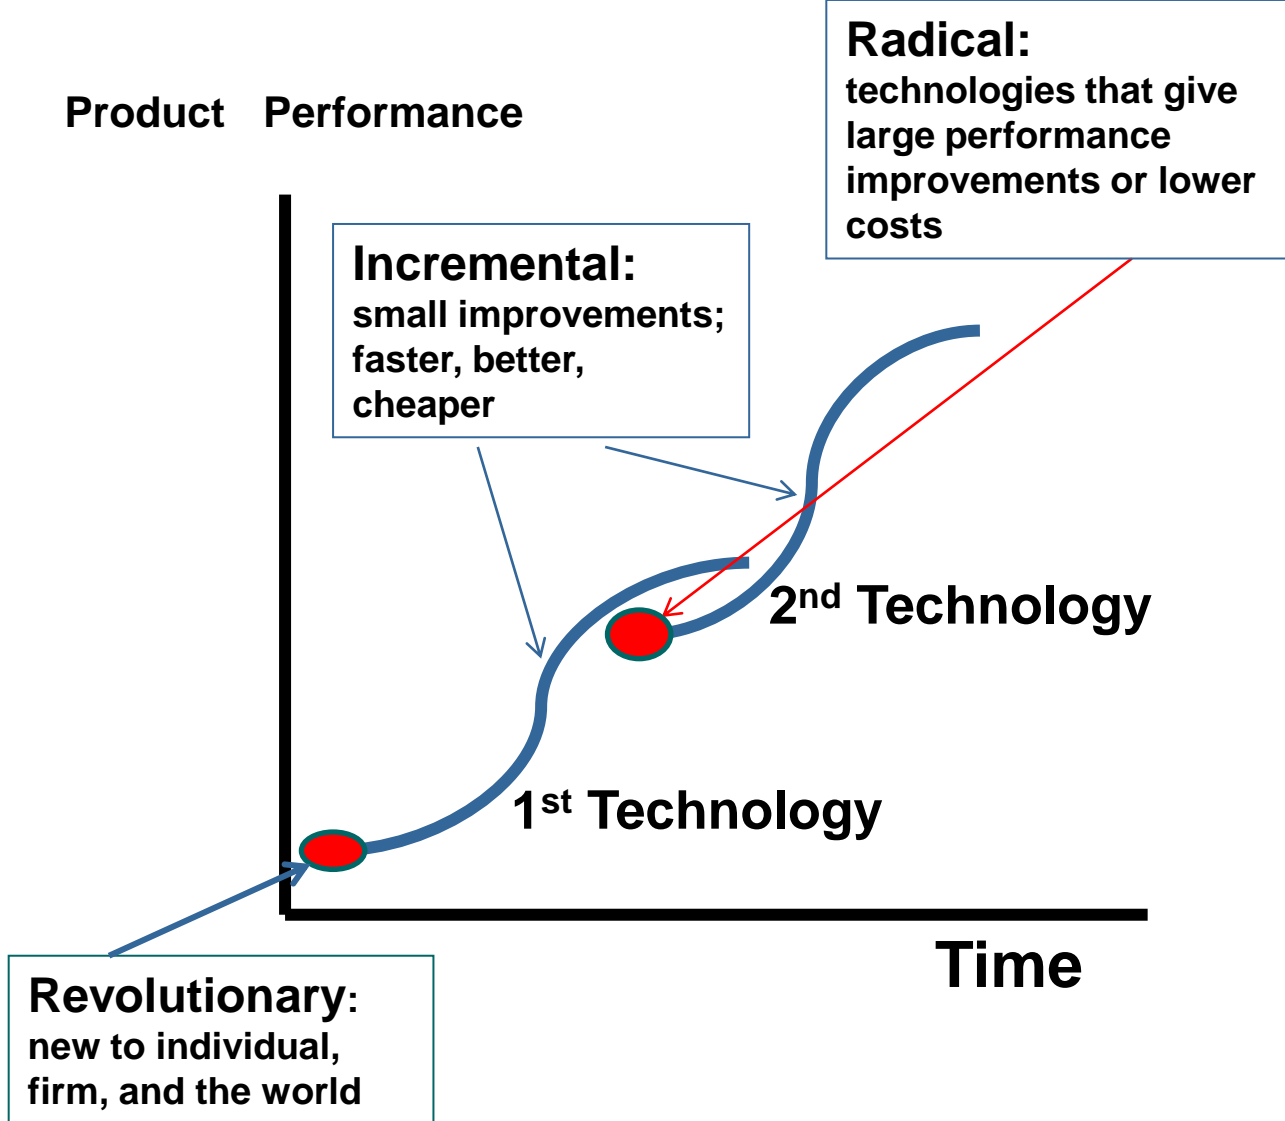 Radical:
technologies that give
large performance
improvements or lower
costs
Product Performance
Incremental:
small improvements;
faster, better,
cheaper
2nd Technology
1st Technology
Time
Revolutionary:
new to individual,
firm, and the world